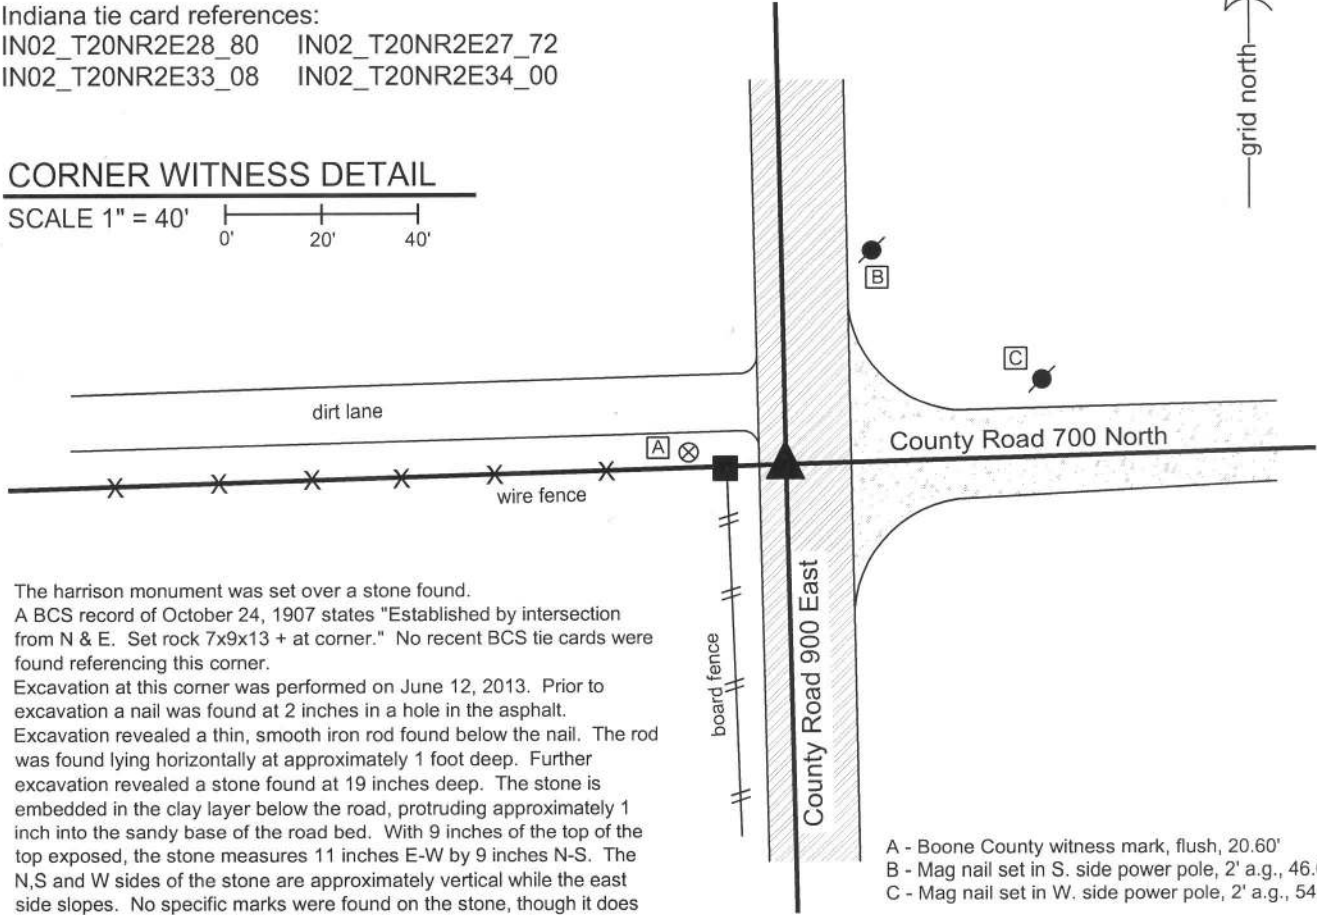 Indiana tie card references:
IN02_T20NR2E28_80 IN02_T20NR2E27_72
IN02_T20NR2E33_08 IN02_T20NR2E34_00
grid north
CORNER WITNESS DETAIL
SCALE 1" = 40'
0' 20' 40'
B
C
dirt lane
A
County Road 700 North
wire fence
board fence
County Road 900 East
The harrison monument was set over a stone found.
A BCS record of October 24, 1907 states "Established by intersection
from N & E. Set rock 7x9x13 + at corner." No recent BCS tie cards were
found referencing this corner.
Excavation at this corner was performed on June 12, 2013. Prior to
excavation a nail was found at 2 inches in a hole in the asphalt.
Excavation revealed a thin, smooth iron rod found below the nail. The rod
was found lying horizontally at approximately 1 foot deep. Further
excavation revealed a stone found at 19 inches deep. The stone is
embedded in the clay layer below the road, protruding approximately 1
inch into the sandy base of the road bed. With 9 inches of the top of the
top exposed, the stone measures 11 inches E-W by 9 inches N-S. The
N,S and W sides of the stone are approximately vertical while the east
side slopes. No specific marks were found on the stone, though it does
A - Boone County witness mark, flush, 20.60'
B - Mag nail set in S. side power pole, 2' a.g., 46.
C - Mag nail set in W. side power pole, 2' a.g., 54